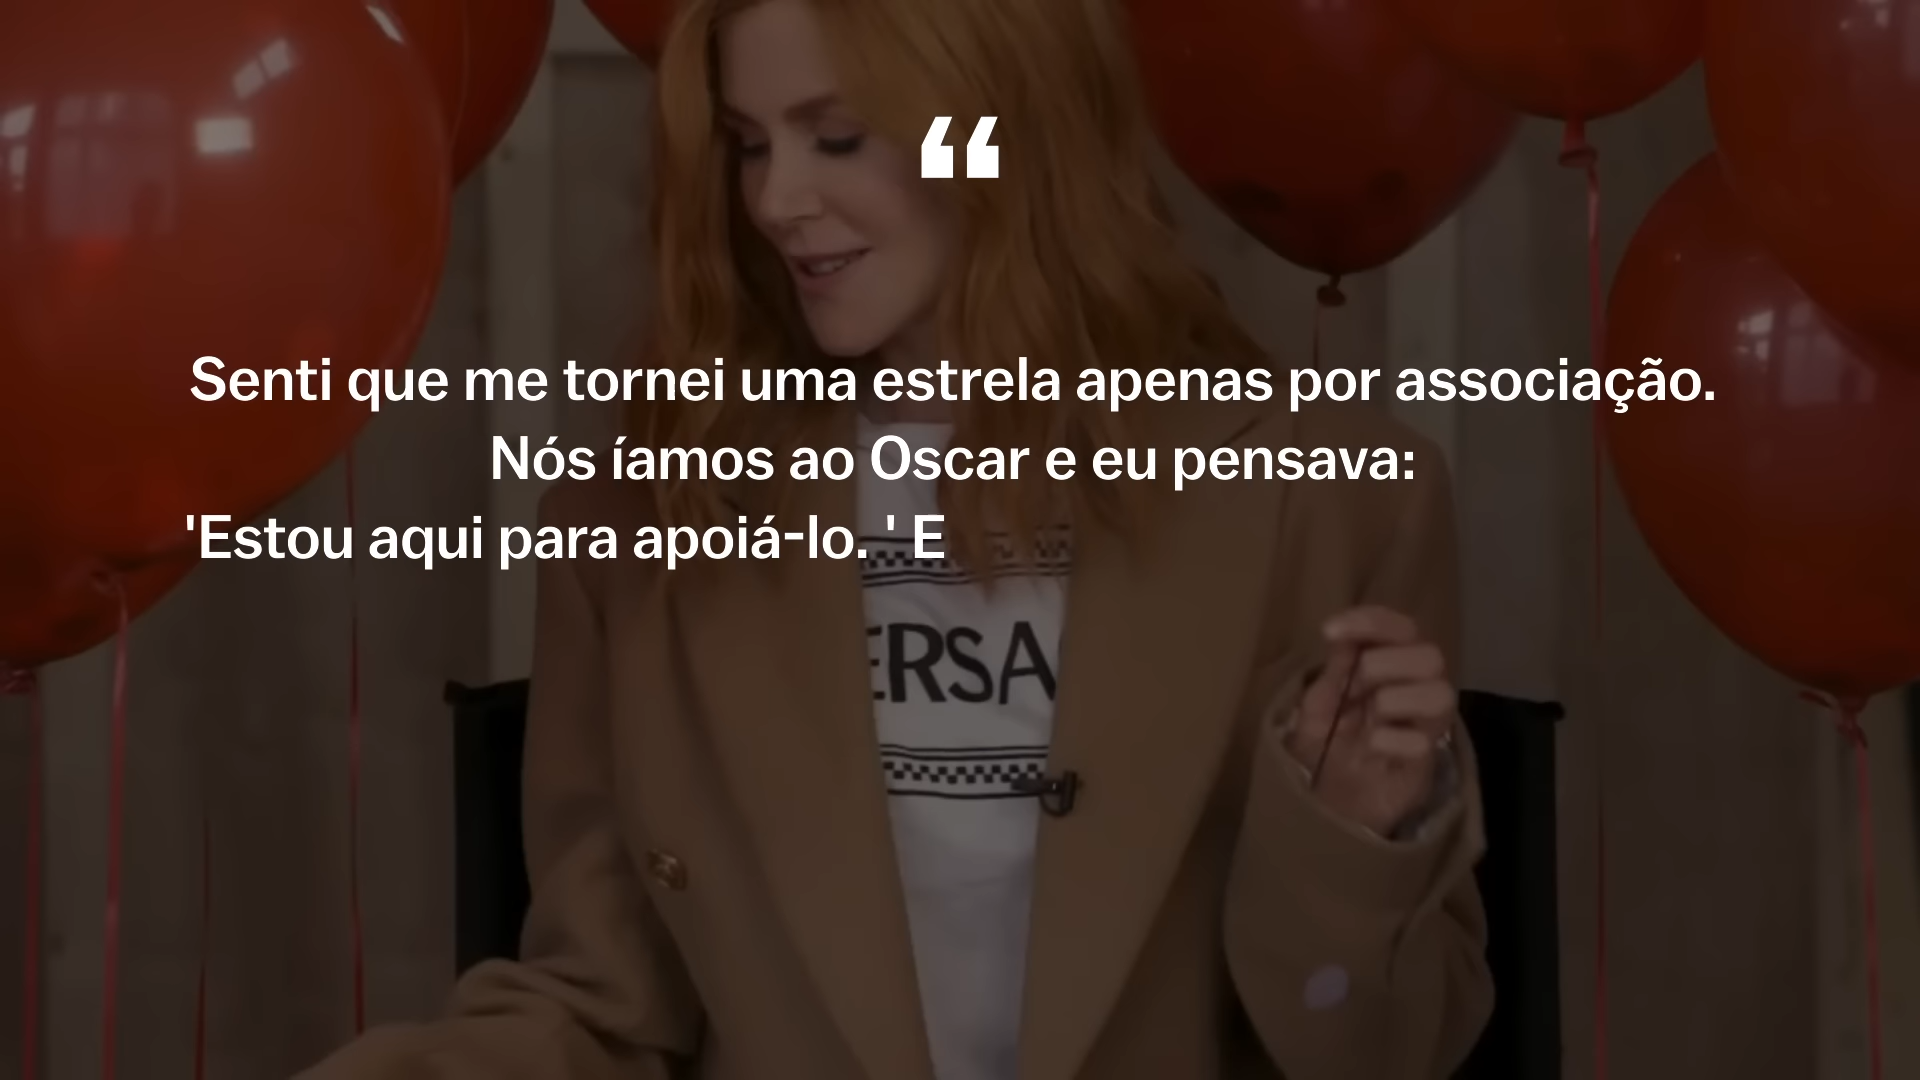 “
Senti que me tornei uma estrela apenas por associação.
Nós íamos ao Oscar e eu pensava:
'Estou aqui para apoiá-lo. ' E
ERSA